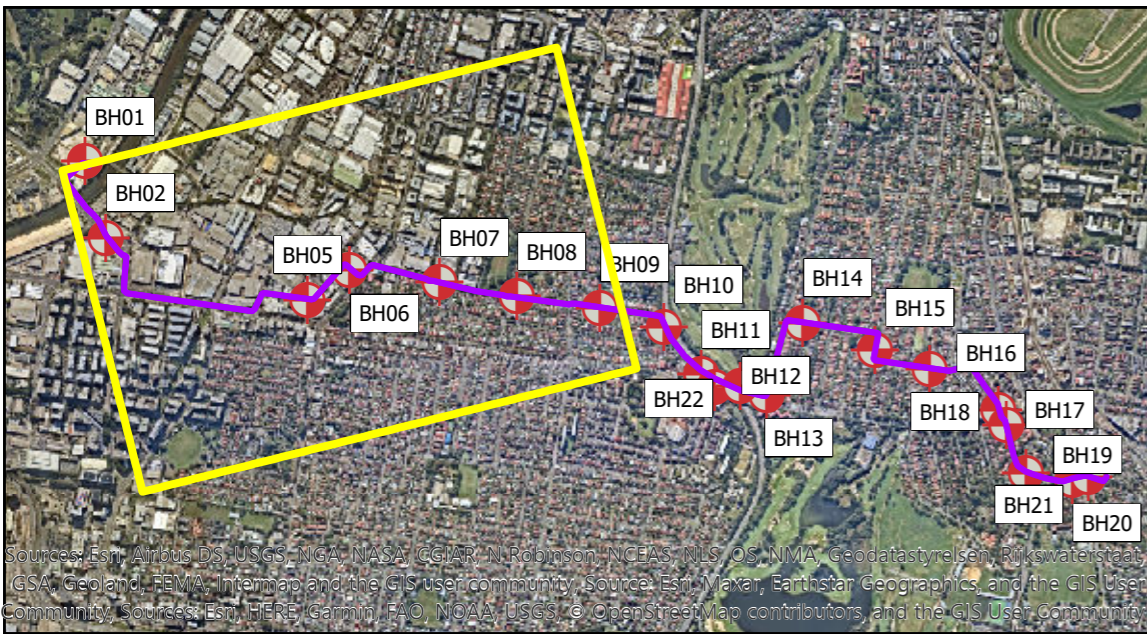 BH01
BH02
BH05
BH06
BH07
BH08
BH09
BH10
BH11
BH22
BH12
BH13
BH14
BH15
BH16
BH18
BH17
BH19
BH21
BH20
Sources: Esri, Airbus DS, USGS, NGA, NASA, CGIAR, N Robinson, NCEAS, NLS, OS, NMA, Geodatastyrelsen, Rijkswaterstaat,
GSA, Geoland, FEMA, Intermap and the GIS user community, Source: Esri, Maxar, Earthstar Geographics, and the GIS User
Community, Sources: Esri, HERE, Garmin, FAO, NOAA, USGS, © OpenStreetMap contributors, and the GIS User Community